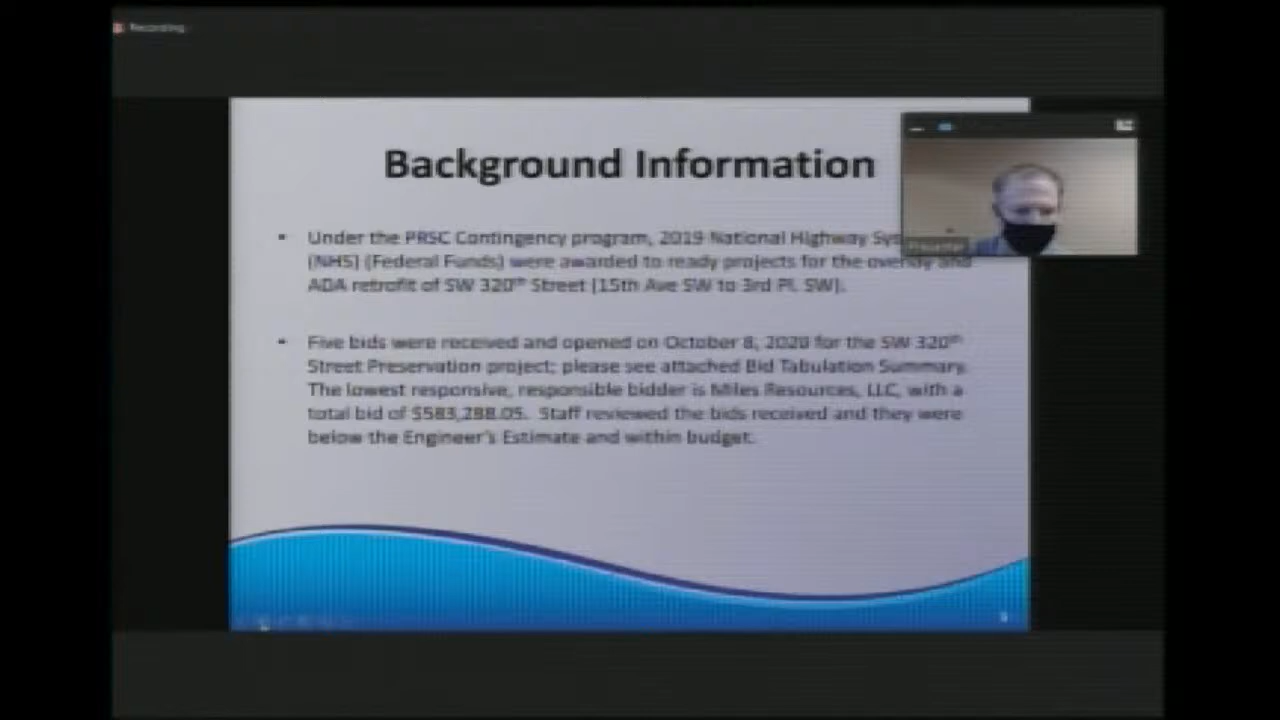 Recording
Background Information
• Under the PRSC Contingency program, 2019 National Highway Sys
(NHS) (Federal Funds) were awarded to ready projects for the overlay and
ADA retrofit of SW 320th Street (15th Ave SW to 3rd Pl. SW).
• Five bids were received and opened on October 8, 2020 for the SW 320th
Street Preservation project; please see attached Bid Tabulation Summary.
The lowest responsive, responsible bidder is Miles Resources, LLC, with a
total bid of $583,288.05. Staff reviewed the bids received and they were
below the Engineer's Estimate and within budget.